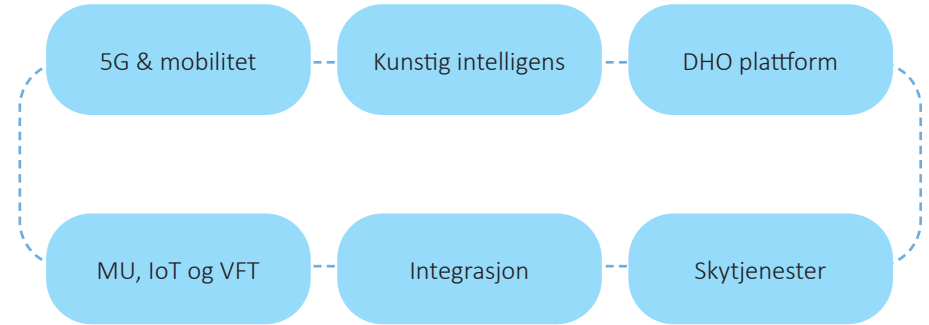 5G & mobilitet
Kunstig intelligens
DHO plattform
MU, IoT og VFT
Integrasjon
Skytjenester